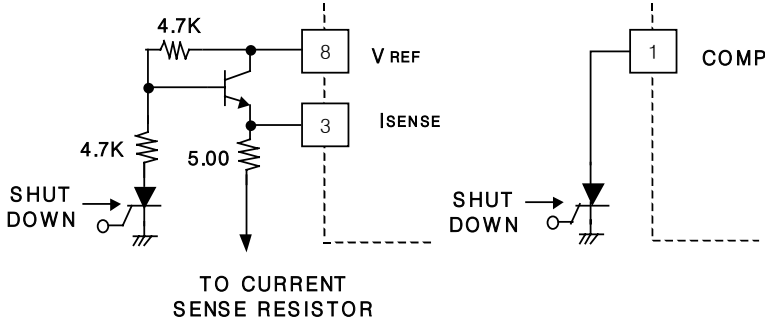 4.7K
8
V REF
1
COMP
3
ISENSE
4.7K
5.00
SHUT
DOWN
SHUT
DOWN
TO CURRENT
SENSE RESISTOR